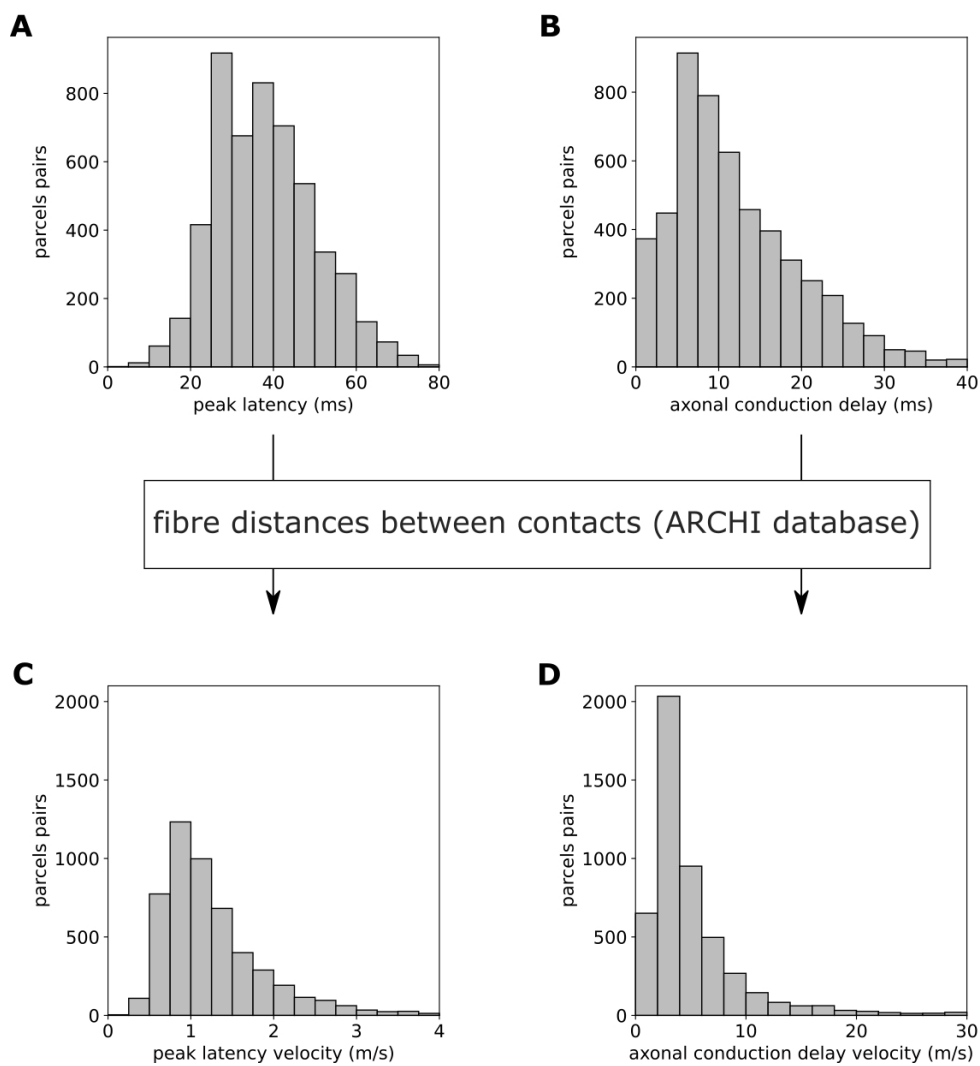 A
B
800
600
400
200
0
parcels pairs
0 20 40 60 80
peak latency (ms)
800
600
400
200
0
parcels pairs
0 10 20 30 40
axonal conduction delay (ms)
fibre distances between contacts (ARCHI database)
C
D
2000
1500
1000
500
0
parcels pairs
0 1 2 3 4
peak latency velocity (m/s)
2000
1500
1000
500
0
parcels pairs
0 10 20 30
axonal conduction delay velocity (m/s)